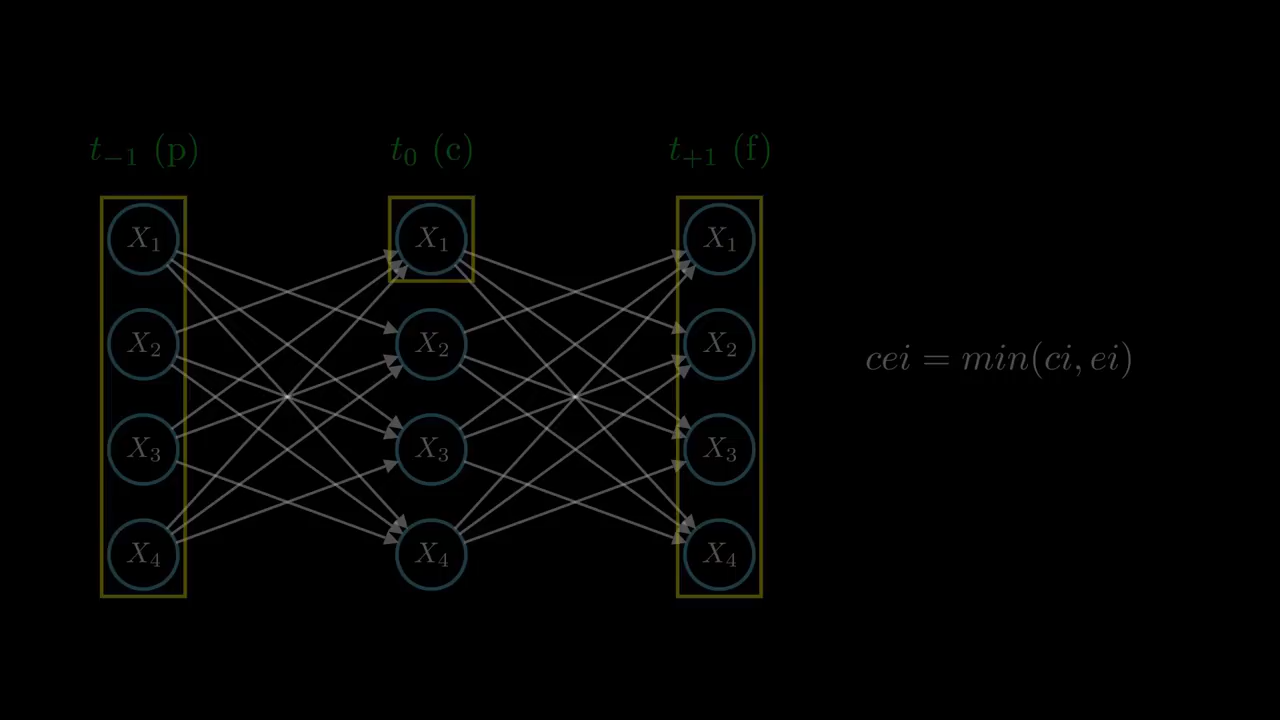 t₋₁ (p) t₀ (c) t₊₁ (f)
X₁ X₁ X₁
X₂ X₂ X₂
cei = min(ci, ei)
X₃ X₃ X₃
X₄ X₄ X₄